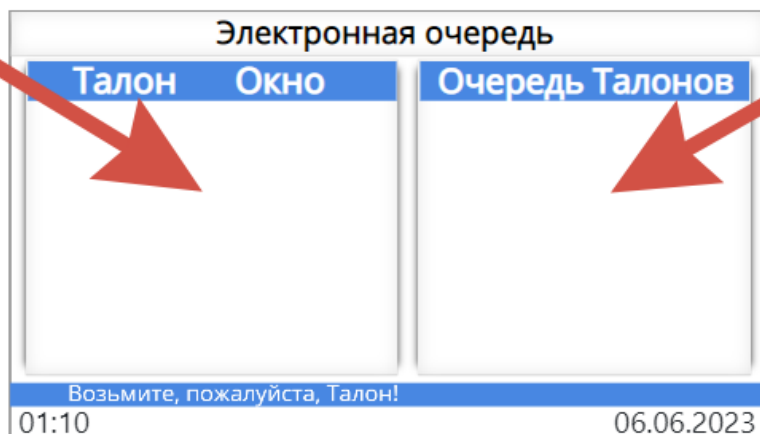 Электронная очередь
Талон Окно
Очередь Талонов
Возьмите, пожалуйста, Талон!
01:10
06.06.2023